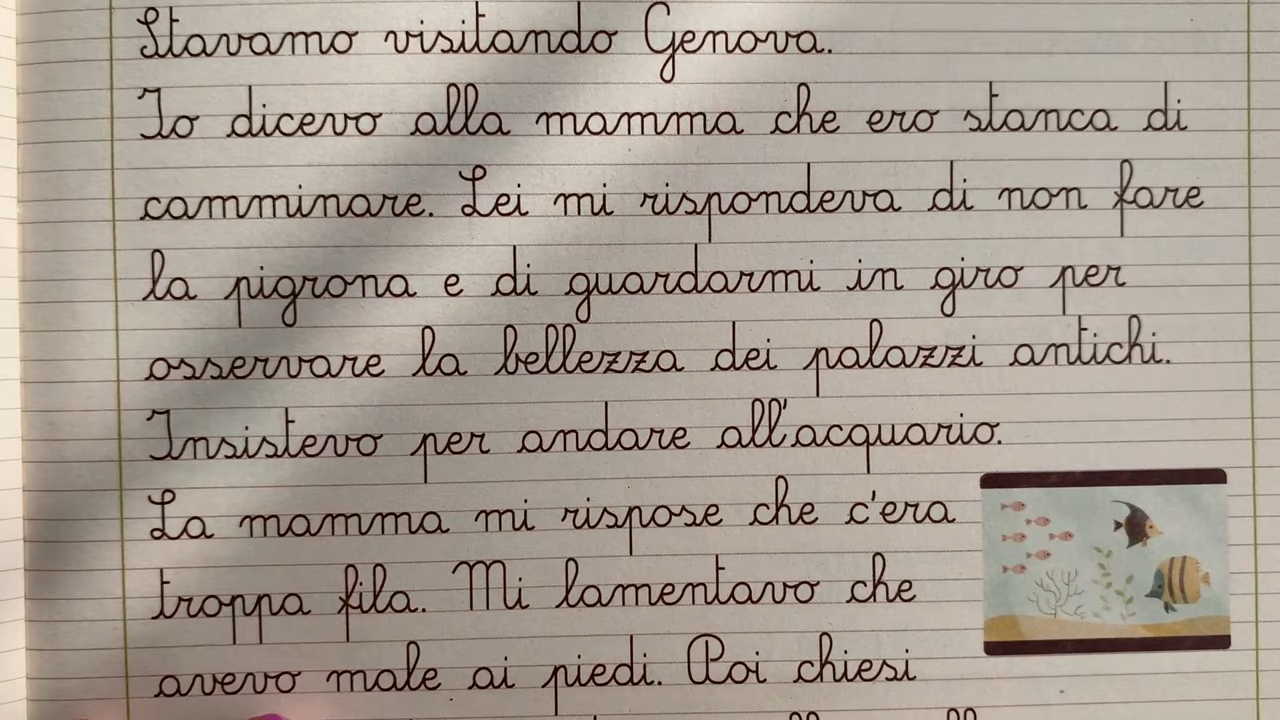 Stavamo visitando Genova.
Io dicevo alla mamma che ero stanca di
camminare. Lei mi rispondeva di non fare
la pigrona e di guardarmi in giro per
osservare la bellezza dei palazzi antichi.
Insistevo per andare all'acquario.
La mamma mi rispose che c'era
troppa fila. Mi lamentavo che
avevo male ai piedi. Poi chiesi